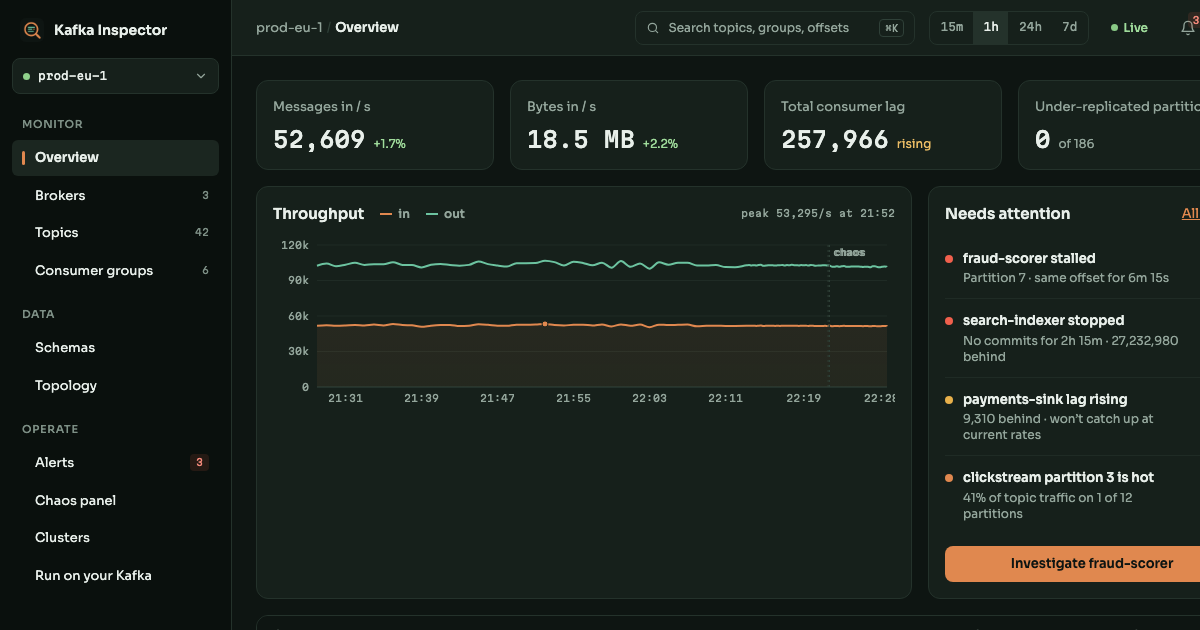 Kafka Inspector
prod-eu-1
MONITOR
Overview
Brokers 3
Topics 42
Consumer groups 6
DATA
Schemas
Topology
OPERATE
Alerts 3
Chaos panel
Clusters
Run on your Kafka
prod-eu-1 / Overview
Search topics, groups, offsets ⌘K
15m 1h 24h 7d
Live
3
Messages in / s
52,609 +1.7%
Bytes in / s
18.5 MB +2.2%
Total consumer lag
257,966 rising
Under-replicated partitio
0 of 186
Throughput in out
peak 53,295/s at 21:52
chaos
120k
90k
60k
30k
0
21:31 21:39 21:47 21:55 22:03 22:11 22:19 22:28
Needs attention
All
fraud-scorer stalled
Partition 7 · same offset for 6m 15s
search-indexer stopped
No commits for 2h 15m · 27,232,980
behind
payments-sink lag rising
9,310 behind · won't catch up at
current rates
clickstream partition 3 is hot
41% of topic traffic on 1 of 12
partitions
Investigate fraud-scorer